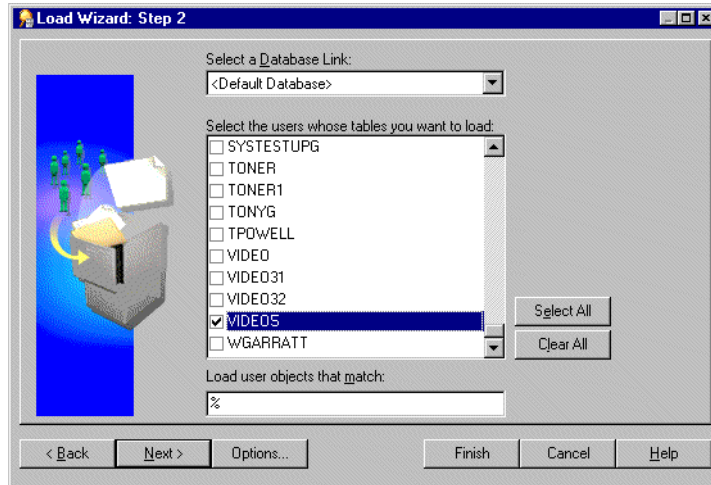 Load Wizard: Step 2
Select a Database Link:
<Default Database>
Select the users whose tables you want to load:
SYSTESTUPG
TONER
TONER1
TONYG
TPOWELL
VIDEO
VIDEO31
VIDEO32
VIDEO5
WGARRATT
Select All
Clear All
Load user objects that match:
%
< Back
Next >
Options...
Finish
Cancel
Help